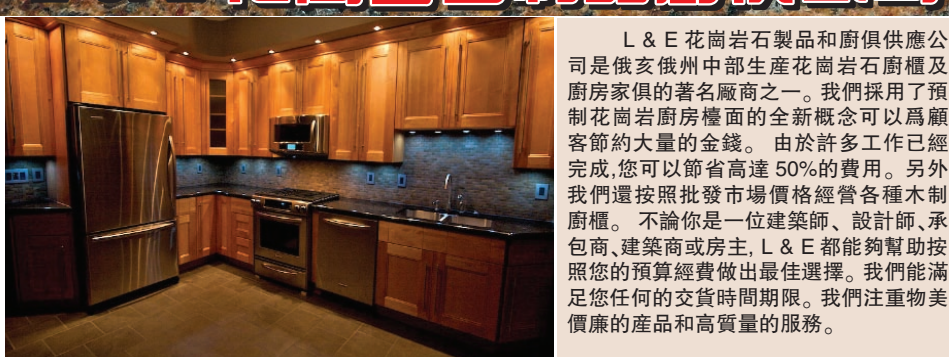 L & E 花崗岩石製品和廚俱供應公
司是俄亥俄州中部生産花崗岩石廚櫃及
廚房家俱的著名廠商之一。我們採用了預
制花崗岩廚房檯面的全新概念可以爲顧
客節約大量的金錢。 由於許多工作已經
完成,您可以節省高達 50%的費用。另外
我們還按照批發市場價格經營各種木制
廚櫃。 不論你是一位建築師、設計師、承
包商、建築商或房主, L & E 都能夠幫助按
照您的預算經費做出最佳選擇。我們能滿
足您任何的交貨時間期限。我們注重物美
價廉的産品和高質量的服務。